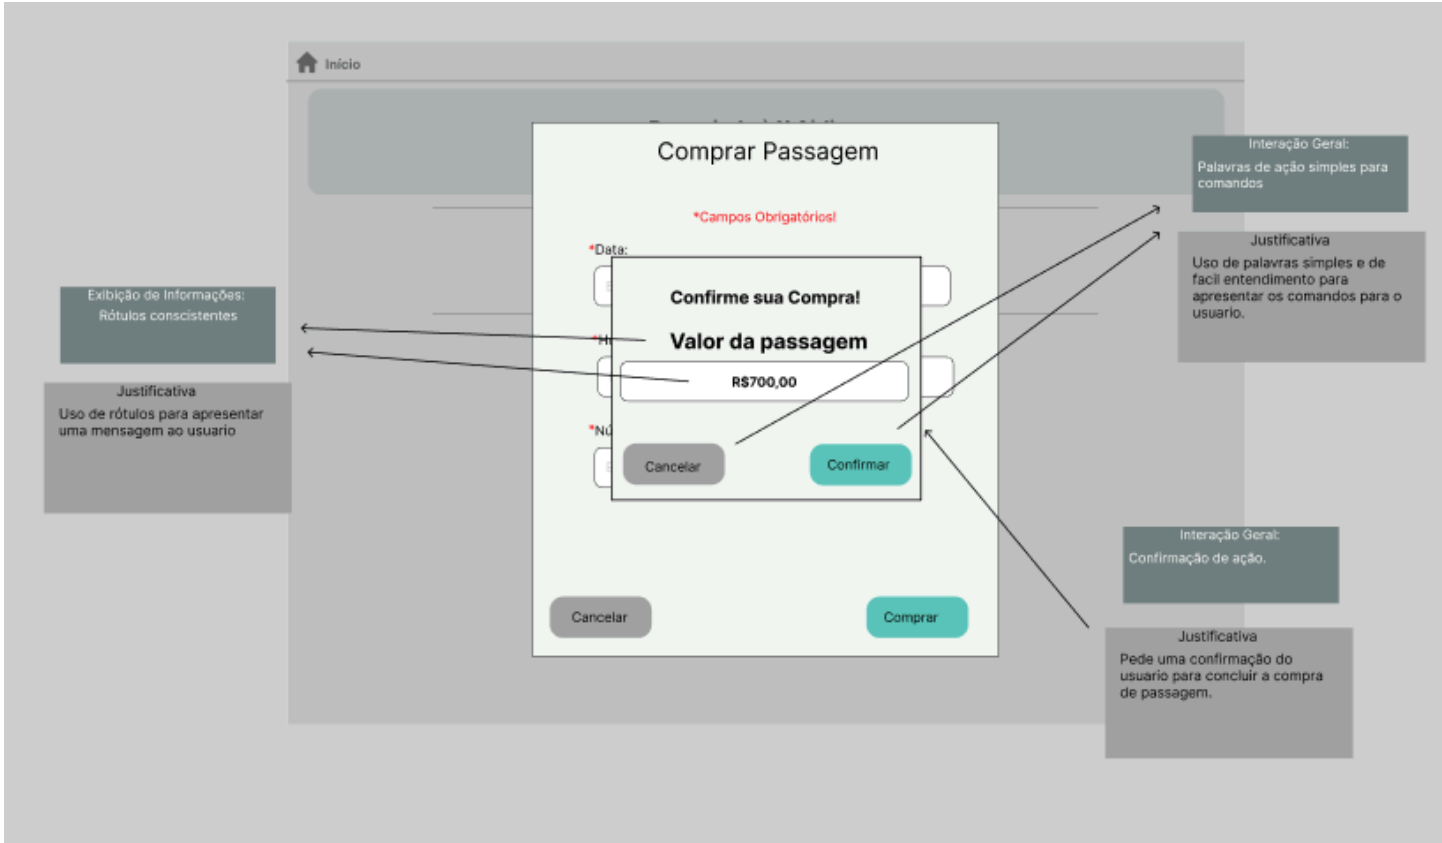 Início
Comprar Passagem
*Campos Obrigatórios!
*Data:
Confirme sua Compra!
Valor da passagem
R$700,00
*Nú
Cancelar
Confirmar
Cancelar
Comprar
Exibição de Informações:
Rótulos conscistentes
Justificativa
Uso de rótulos para apresentar
uma mensagem ao usuario
Interação Geral:
Palavras de ação simples para
comandos
Justificativa
Uso de palavras simples e de
facil entendimento para
apresentar os comandos para o
usuario.
Interação Geral:
Confirmação de ação.
Justificativa
Pede uma confirmação do
usuario para concluir a compra
de passagem.